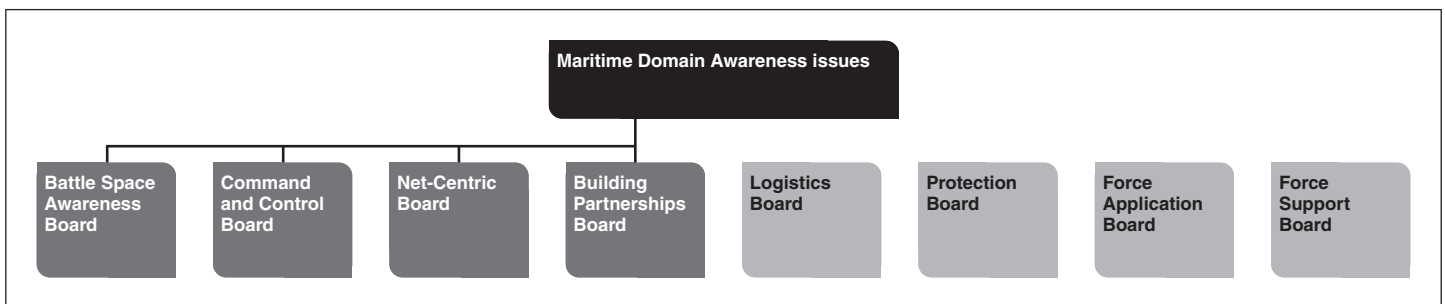 Maritime Domain Awareness issues
Battle Space
Awareness
Board
Command
and Control
Board
Net-Centric
Board
Building
Partnerships
Board
Logistics
Board
Protection
Board
Force
Application
Board
Force
Support
Board